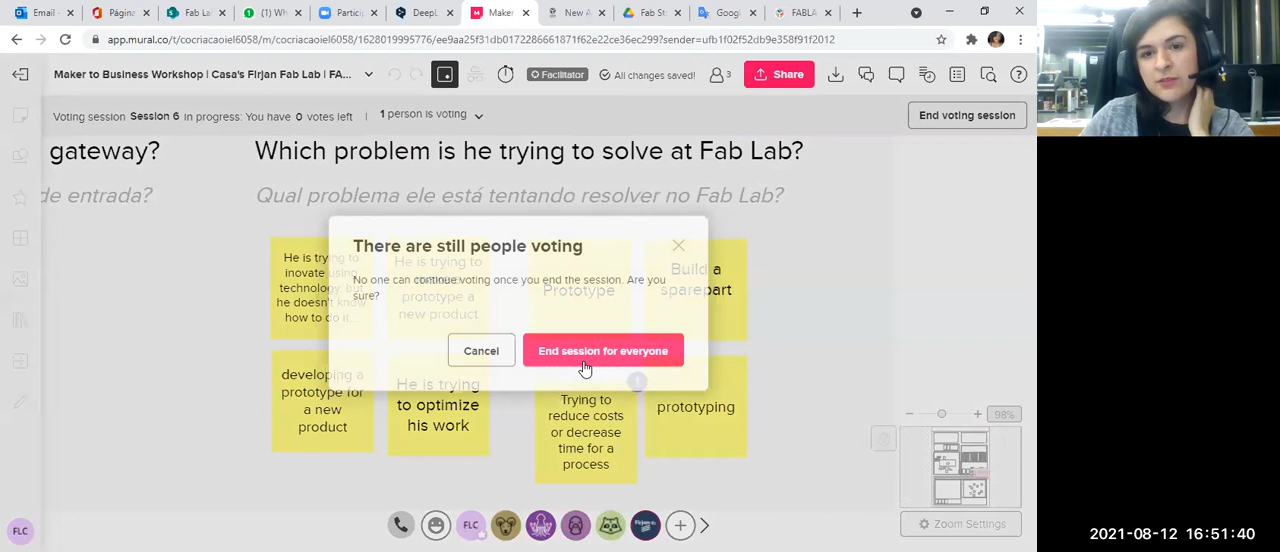 Email -
Página
Fab La
(1) Wh
Particip
DeepL
Maker
New A
Fab St
Googl
FABLA
app.mural.co/t/cocriacaoiel6058/m/cocriacaoiel6058/1628019995776/ee9aa25f31db0172286661871f62e22ce36ec299?sender=ufb1f02f52db9e358f91f2012
Maker to Business Workshop | Casa's Firjan Fab Lab | FA...
Facilitator
All changes saved!
3
Share
Voting session Session 6 in progress: You have 0 votes left
1 person is voting
End voting session
gateway?
Which problem is he trying to solve at Fab Lab?
de entrada?
Qual problema ele está tentando resolver no Fab Lab?
There are still people voting
No one can continue voting once you end the session. Are you
sure?
Cancel
End session for everyone
He is trying to
inovate using
technology, but
he doesn't know
how to do it...
He is trying to
prototype a
new product
Prototype
Build a
sparepart
developing a
prototype for
a new
product
He is trying
to optimize
his work
Trying to
reduce costs
or decrease
time for a
process
prototyping
1
98%
Zoom Settings
FLC
FLC
Firjan
2021-08-12 16:51:40